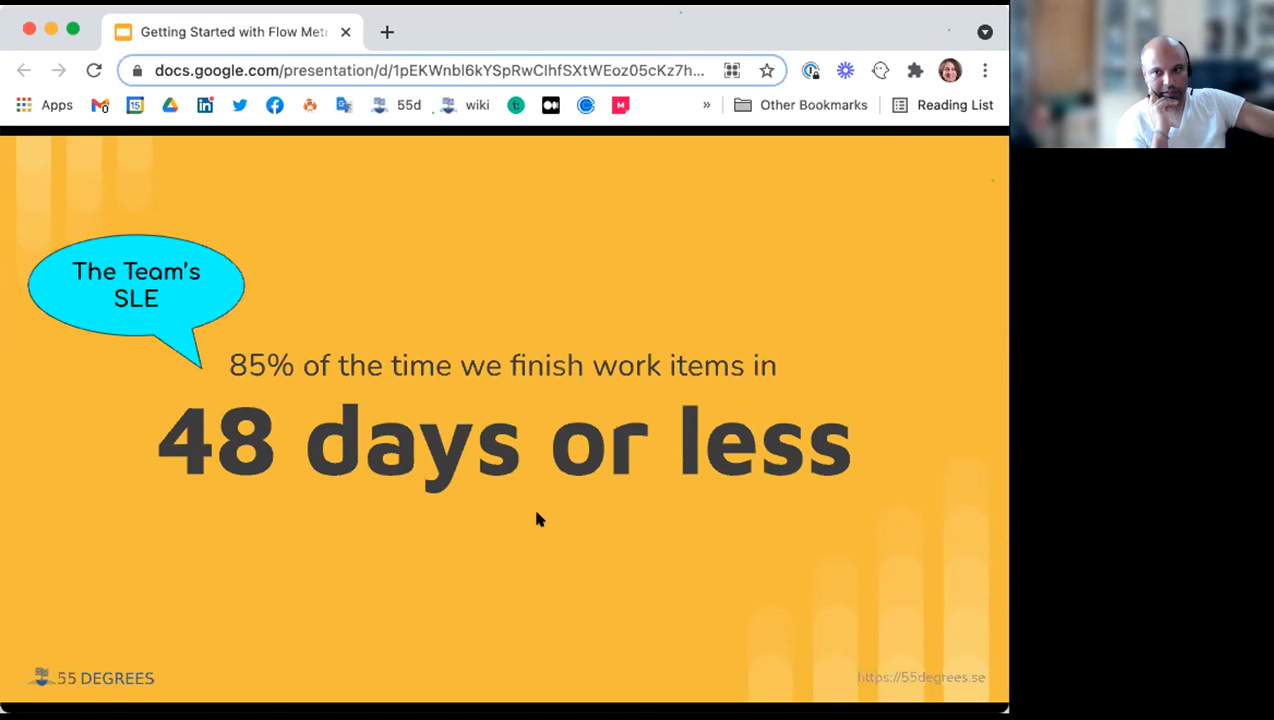 Getting Started with Flow Metr
docs.google.com/presentation/d/1pEKWnbl6kYSpRwClhfSXtWEoz05cKz7h...
Apps
55d
wiki
»
Other Bookmarks
Reading List
The Team's
SLE
85% of the time we finish work items in
48 days or less
55 DEGREES
https://55degrees.se